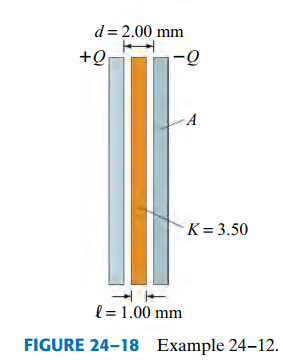 d = 2.00 mm
+Q
-Q
A
K = 3.50
ℓ = 1.00 mm
FIGURE 24–18 Example 24–12.